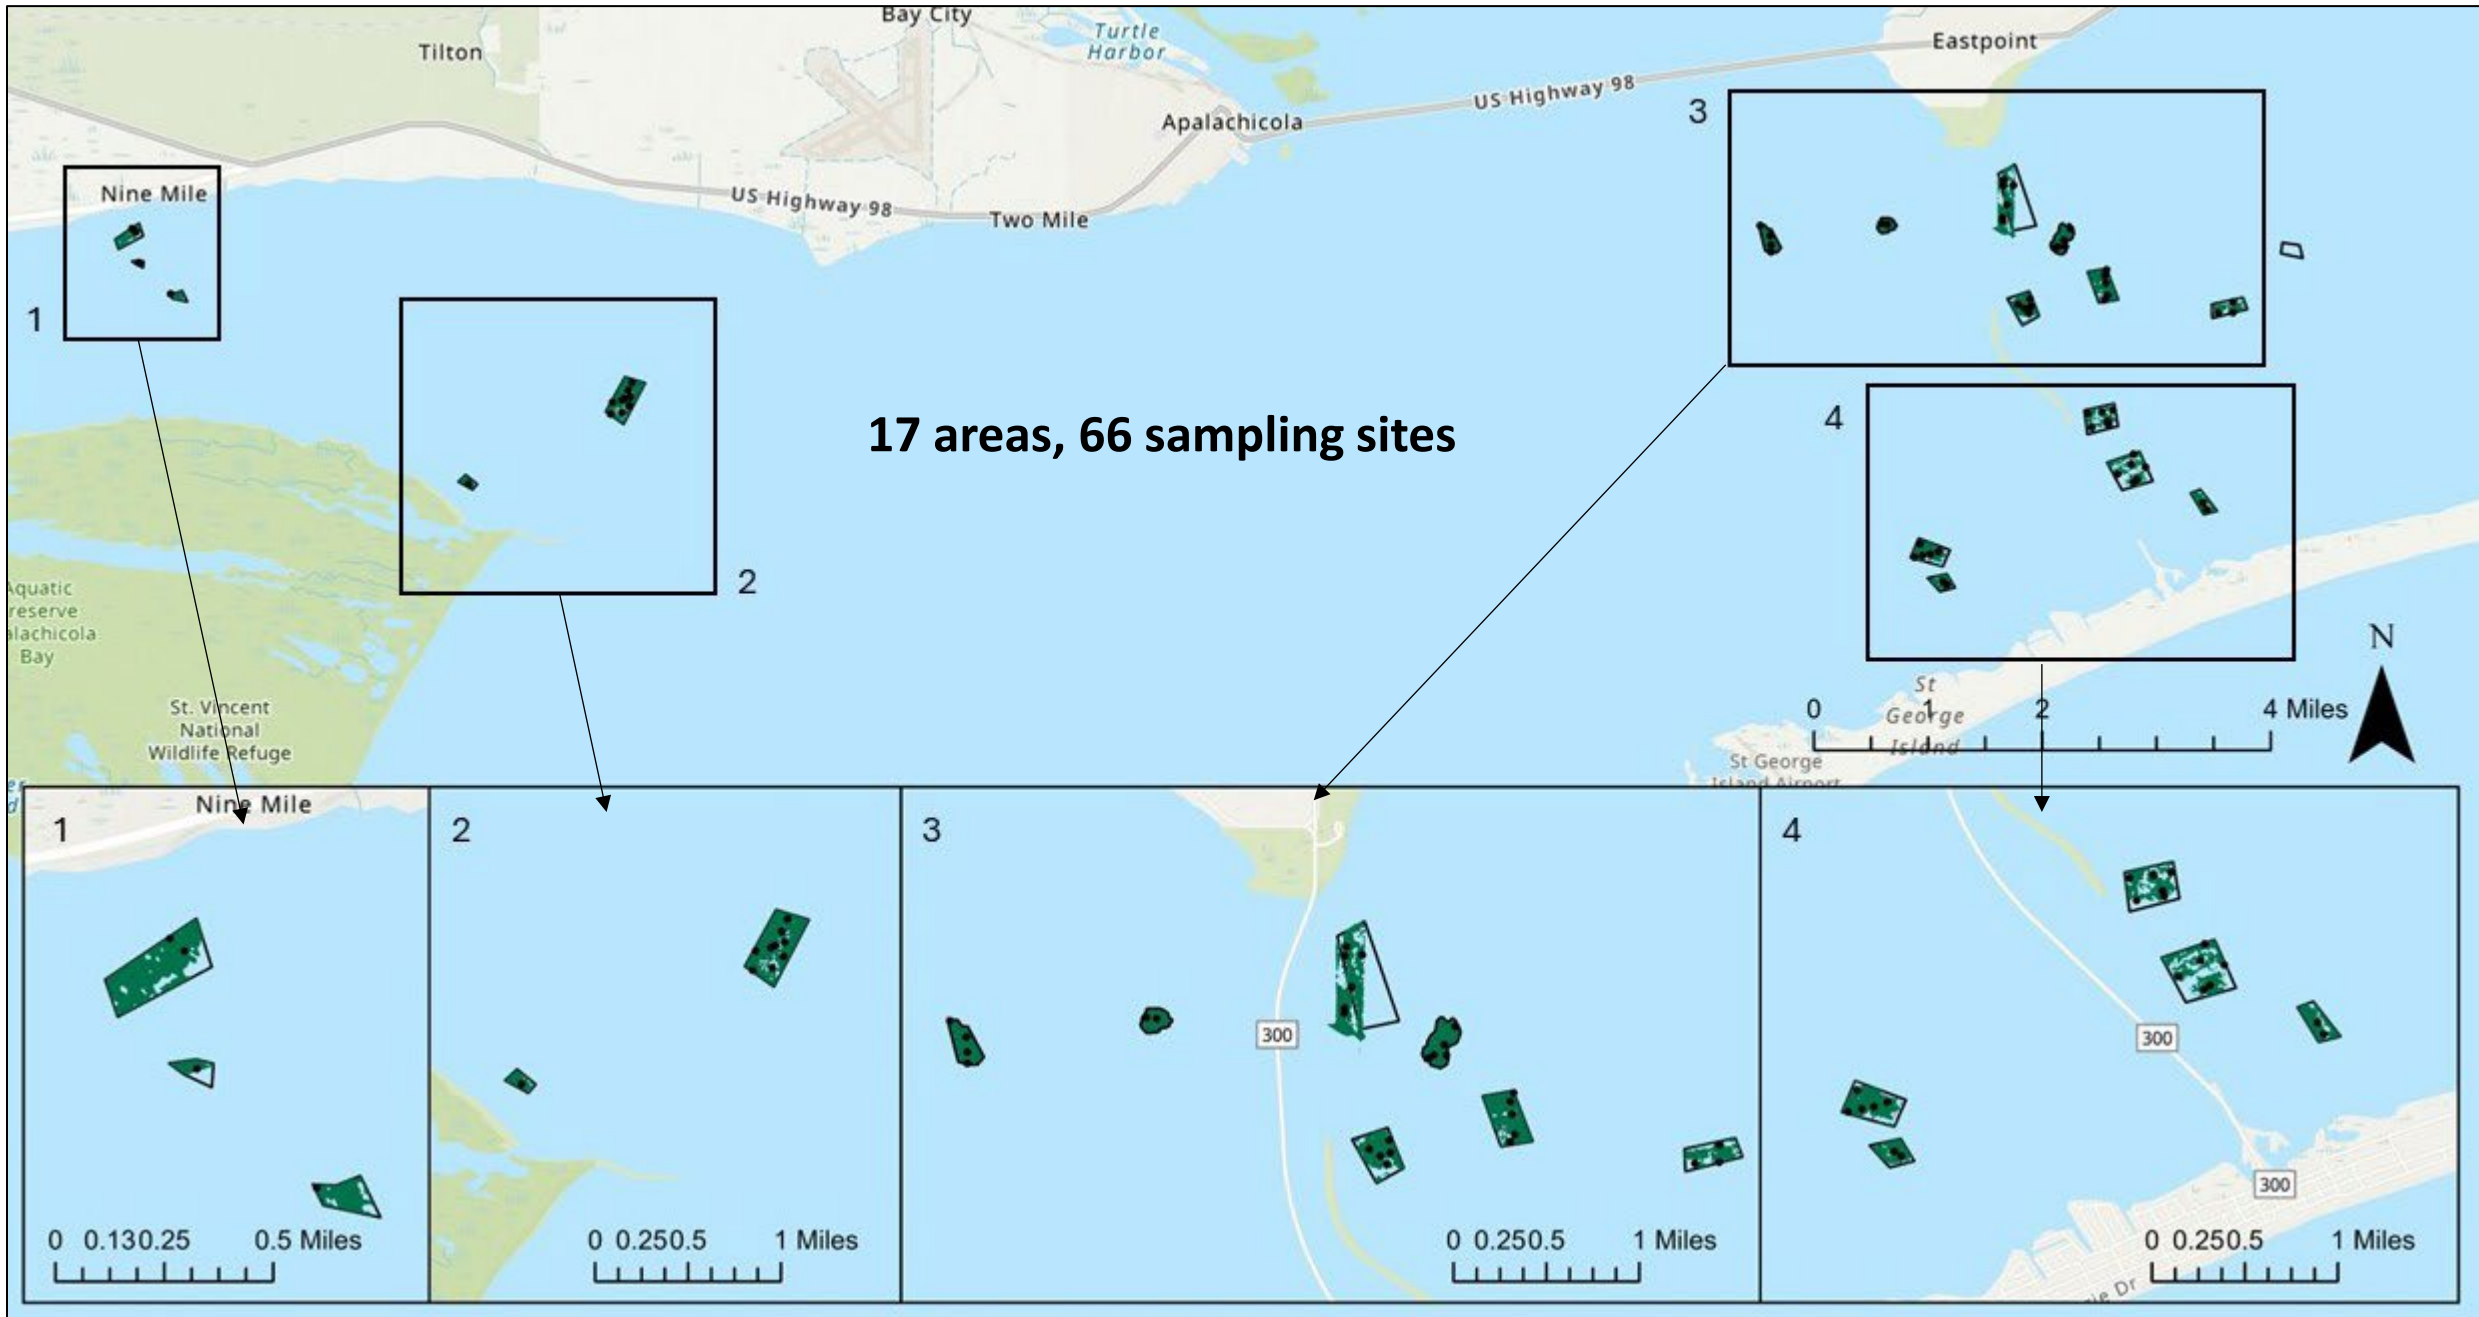 Bay City
Tilton
Turtle
Harbor
Eastpoint
US Highway 98
Apalachicola
3
Nine Mile
US Highway 98
Two Mile
1
4
17 areas, 66 sampling sites
2
Aquatic
reserve
alachicola
Bay
N
St. Vincent
National
Wildlife Refuge
St
George
Island
0 1 2 4 Miles
St George
Island Airport
1
Nine Mile
2
3
4
300
300
300
0 0.130.25 0.5 Miles
0 0.250.5 1 Miles
0 0.250.5 1 Miles
0 0.250.5 1 Miles
Dr